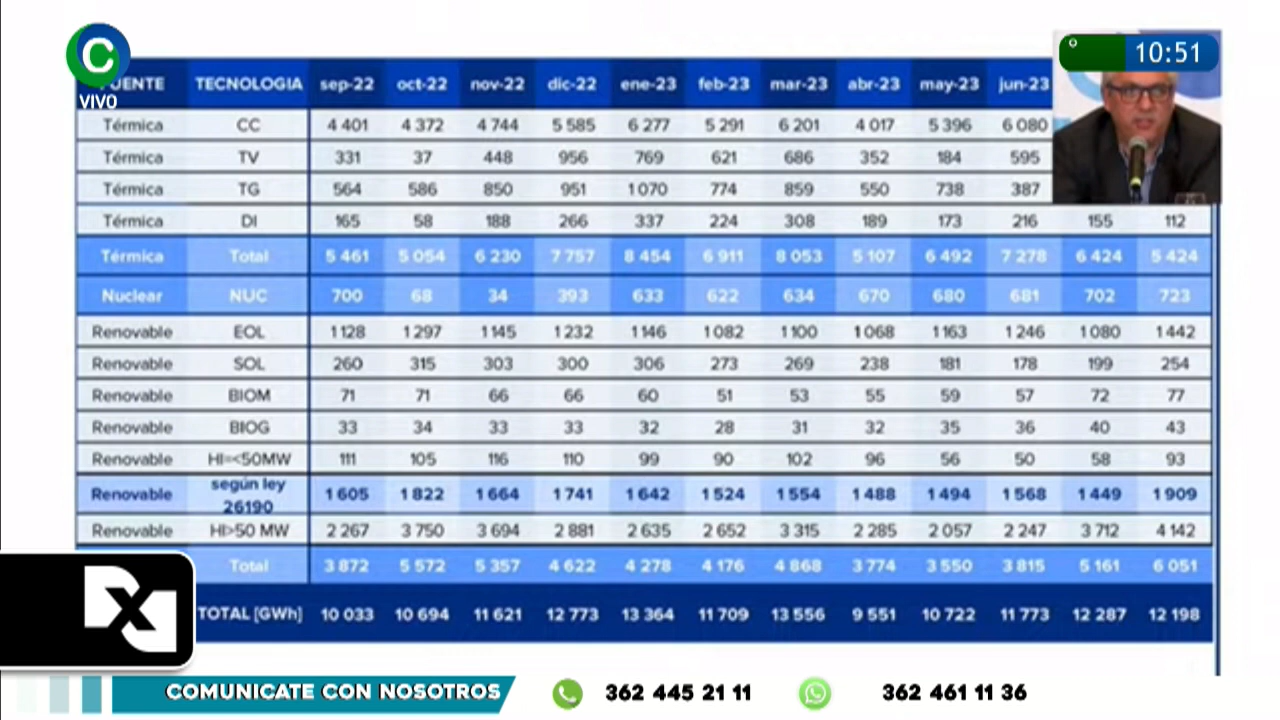 C
VIVO
10:51
UENTE TECNOLOGIA sep-22 oct-22 nov-22 dic-22 ene-23 feb-23 mar-23 abr-23 may-23 jun-23
Térmica CC 4 401 4 372 4 744 5 585 6 277 5 291 6 201 4 017 5 396 6 080
Térmica TV 331 37 448 956 769 621 686 352 184 595
Térmica TG 564 586 850 951 1 070 774 859 550 738 387
Térmica DI 165 58 188 266 337 224 308 189 173 216 155 112
Térmica Total 5 461 5 054 6 230 7 757 8 454 6 911 8 053 5 107 6 492 7 278 6 424 5 424
Nuclear NUC 700 68 34 393 633 622 634 670 680 681 702 723
Renovable EOL 1 128 1 297 1 145 1 232 1 146 1 082 1 100 1 068 1 163 1 246 1 080 1 442
Renovable SOL 260 315 303 300 306 273 269 238 181 178 199 254
Renovable BIOM 71 71 66 66 60 51 53 55 59 57 72 77
Renovable BIOG 33 34 33 33 32 28 31 32 35 36 40 43
Renovable HI=<50MW 111 105 116 110 99 90 102 96 56 50 58 93
Renovable según ley 26190 1 605 1 822 1 664 1 741 1 642 1 524 1 554 1 488 1 494 1 568 1 449 1 909
Renovable HI>50 MW 2 267 3 750 3 694 2 881 2 635 2 652 3 315 2 285 2 057 2 247 3 712 4 142
Total 3 872 5 572 5 357 4 622 4 278 4 176 4 868 3 774 3 550 3 815 5 161 6 051
TOTAL [GWh] 10 033 10 694 11 621 12 773 13 364 11 709 13 556 9 551 10 722 11 773 12 287 12 198
COMUNICATE CON NOSOTROS 362 445 21 11 362 461 11 36